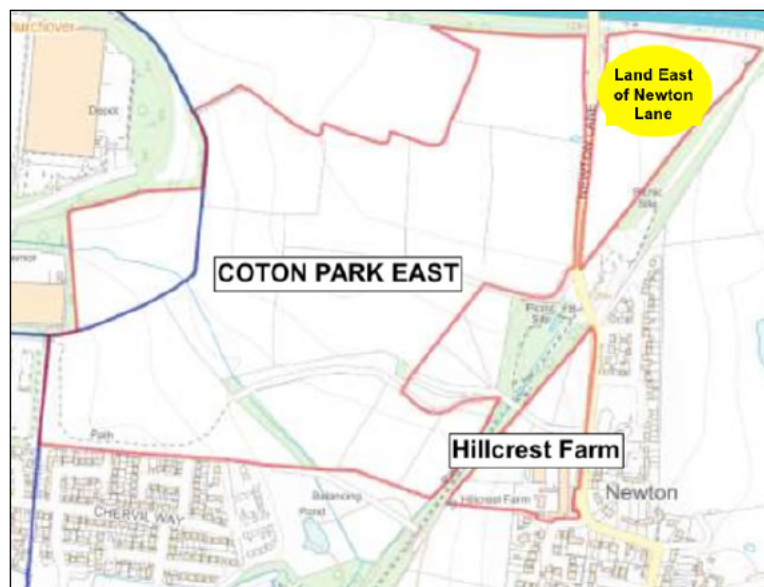 urchover
Depot
Land East
of Newton
Lane
NEWTON LANE
Picnic
Site
COTON PARK EAST
Picnic
Site
Path
Hillcrest Farm
Hillcrest Farm
Newton
CHERVIL WAY
Balancing
Pond